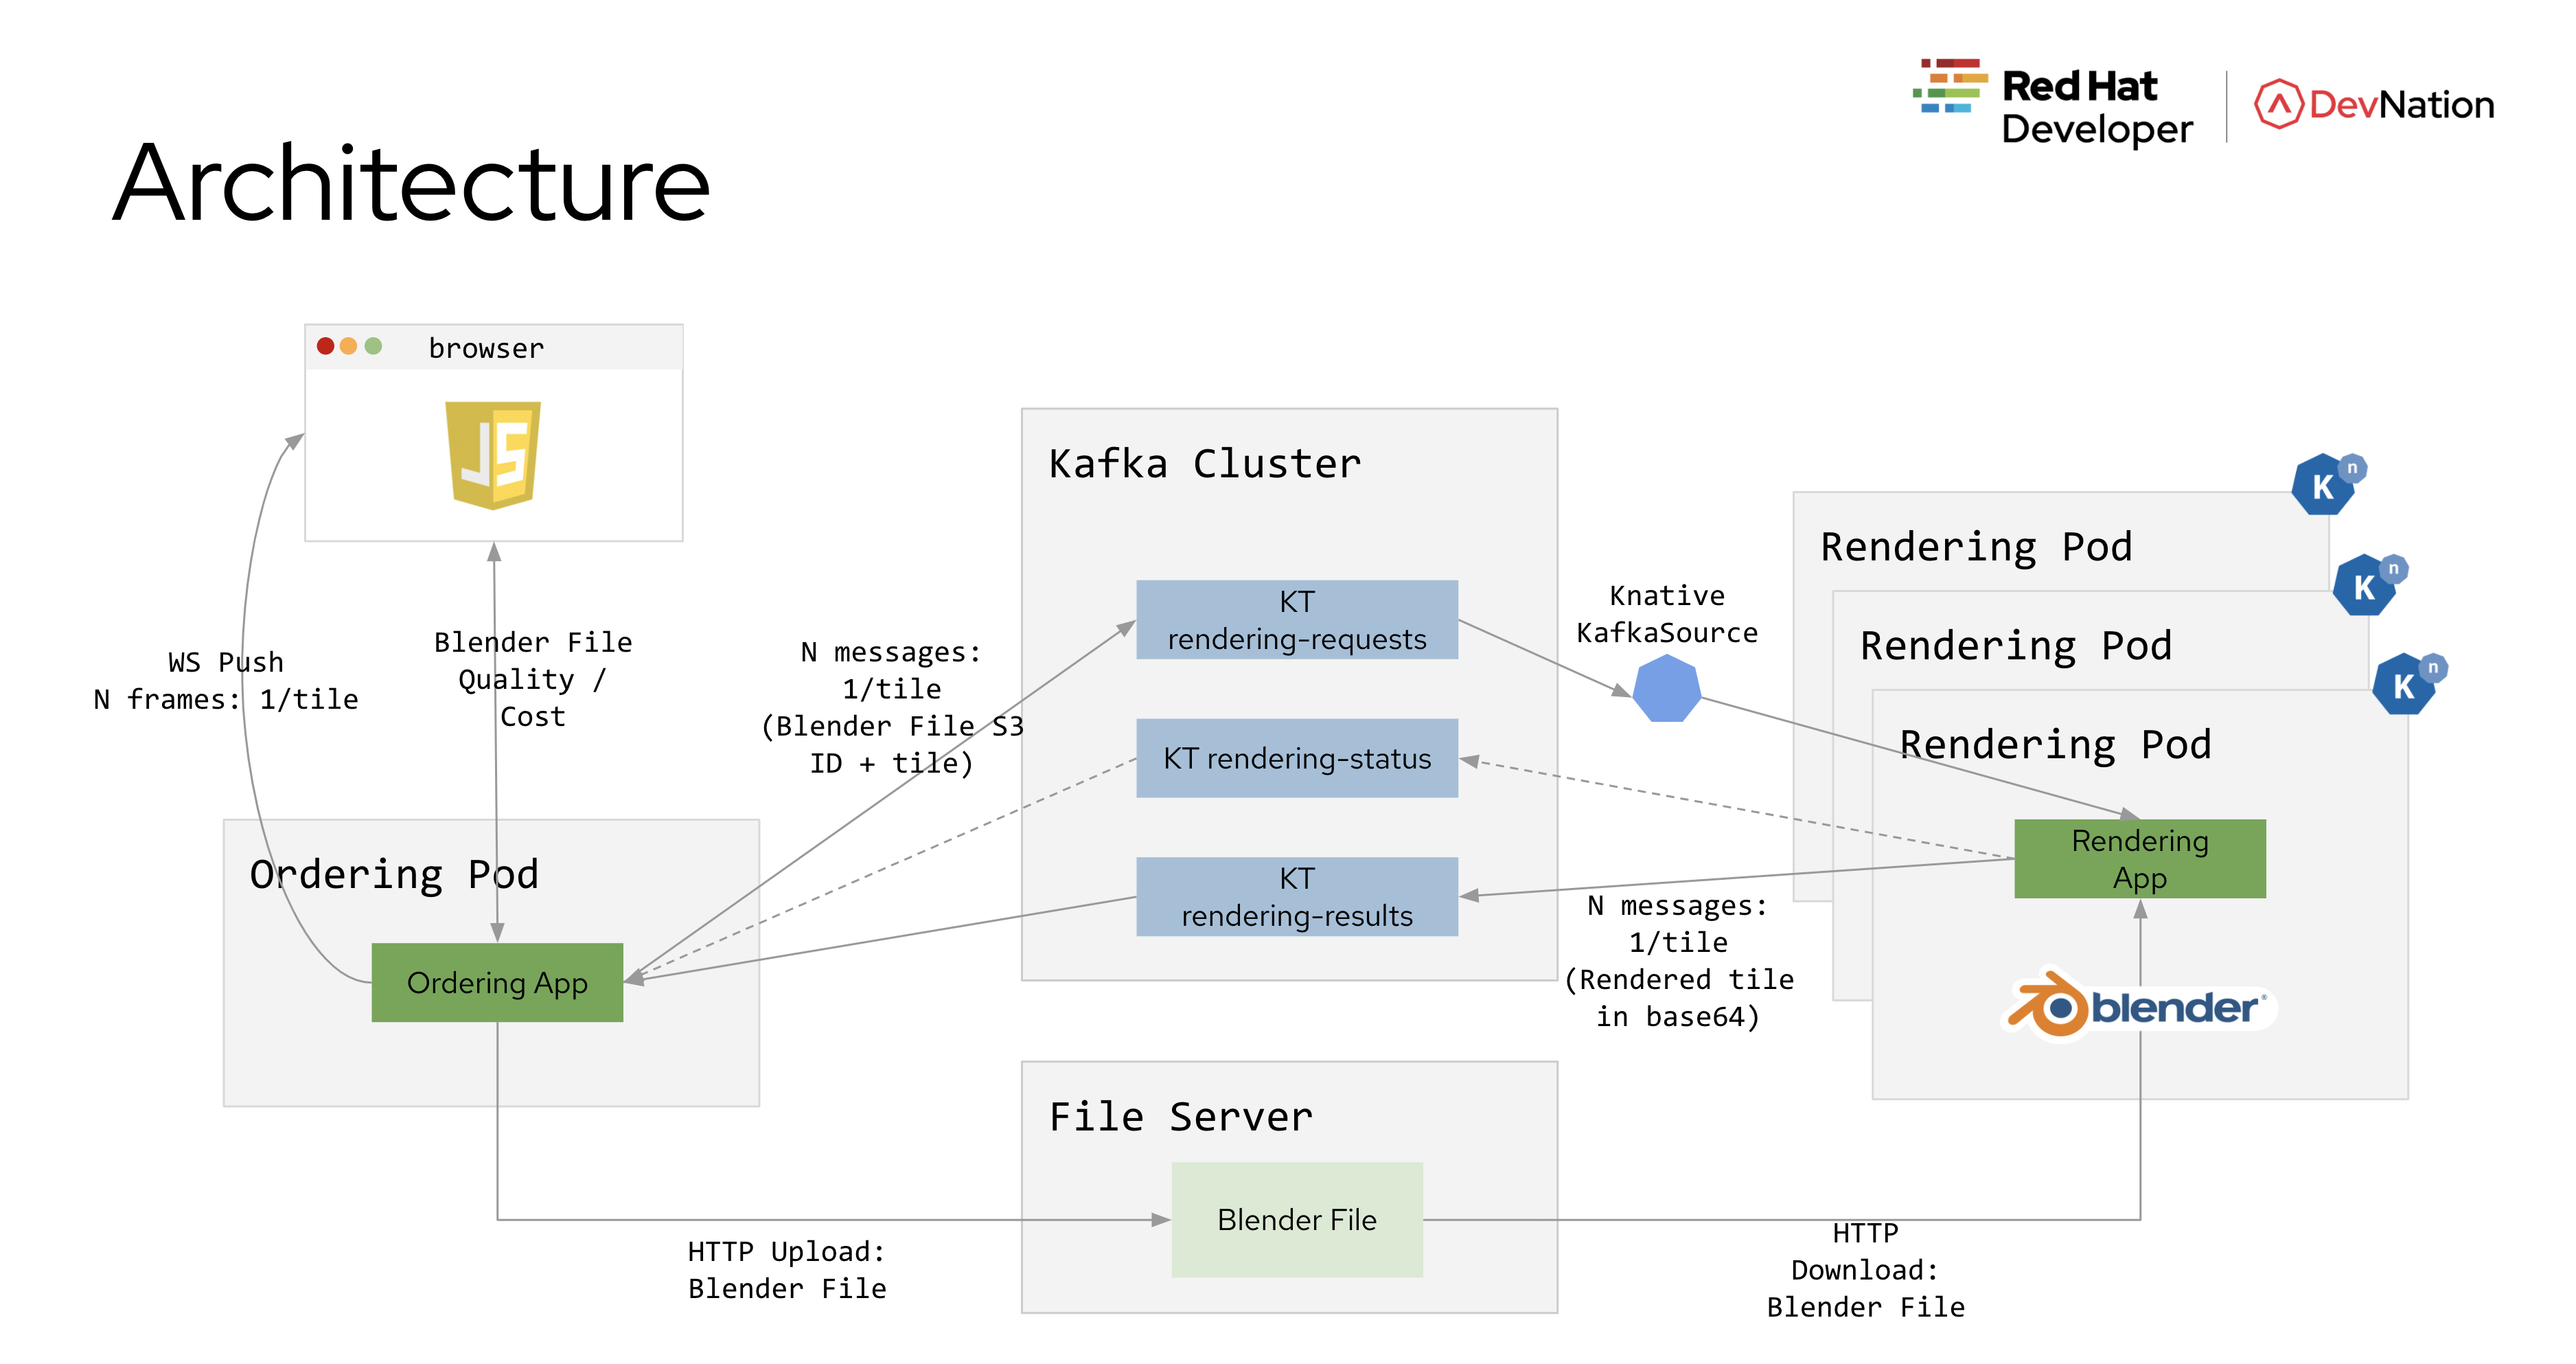 Red Hat
Developer
DevNation
Architecture
browser
JS
WS Push
N frames: 1/tile
Blender File
Quality /
Cost
Ordering Pod
Ordering App
N messages:
1/tile
(Blender File S3
ID + tile)
Kafka Cluster
KT
rendering-requests
KT rendering-status
KT
rendering-results
Knative
KafkaSource
Rendering Pod
K n
Rendering Pod
K n
Rendering Pod
K n
Rendering
App
blender
N messages:
1/tile
(Rendered tile
in base64)
File Server
Blender File
HTTP Upload:
Blender File
HTTP
Download:
Blender File